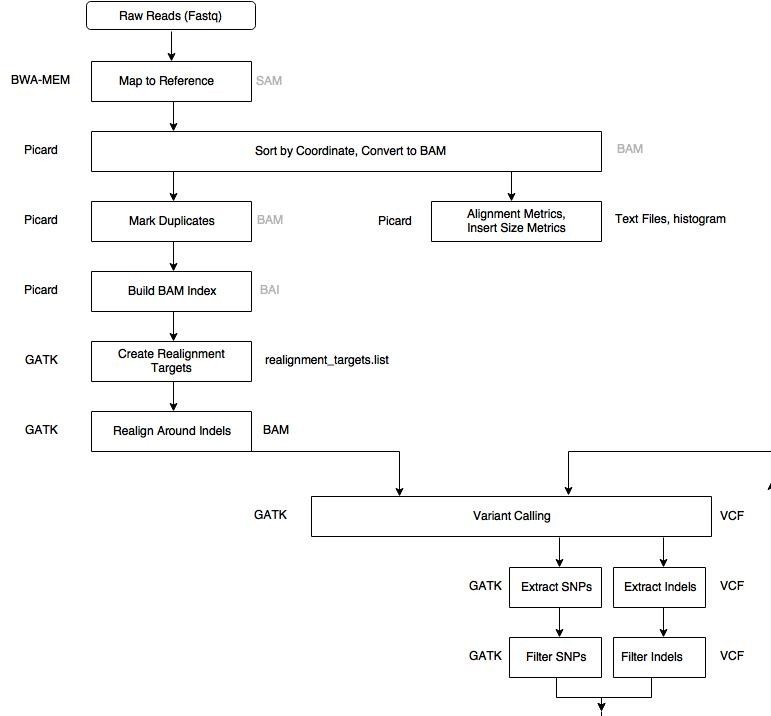 Raw Reads (Fastq)
BWA-MEM Map to Reference SAM
Picard Sort by Coordinate, Convert to BAM BAM
Picard Mark Duplicates BAM
Picard Alignment Metrics,
Insert Size Metrics Text Files, histogram
Picard Build BAM Index BAI
GATK Create Realignment
Targets realignment_targets.list
GATK Realign Around Indels BAM
GATK Variant Calling VCF
GATK Extract SNPs Extract Indels VCF
GATK Filter SNPs Filter Indels VCF